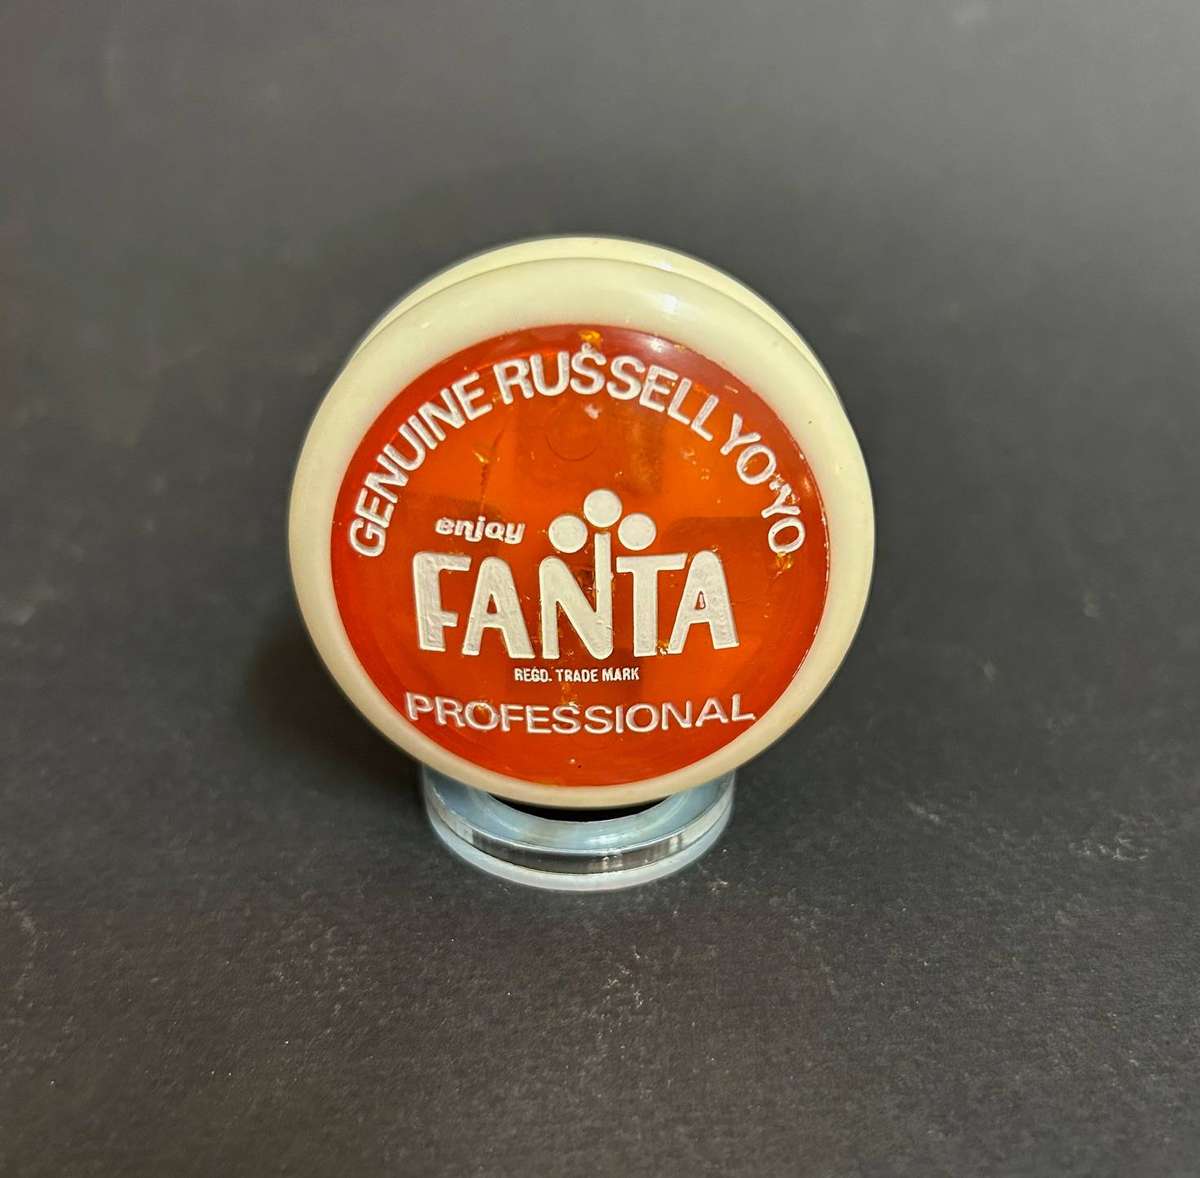 GENUINE RUSSELL YO-YO
enjoy
FANTA
REGD. TRADE MARK
PROFESSIONAL